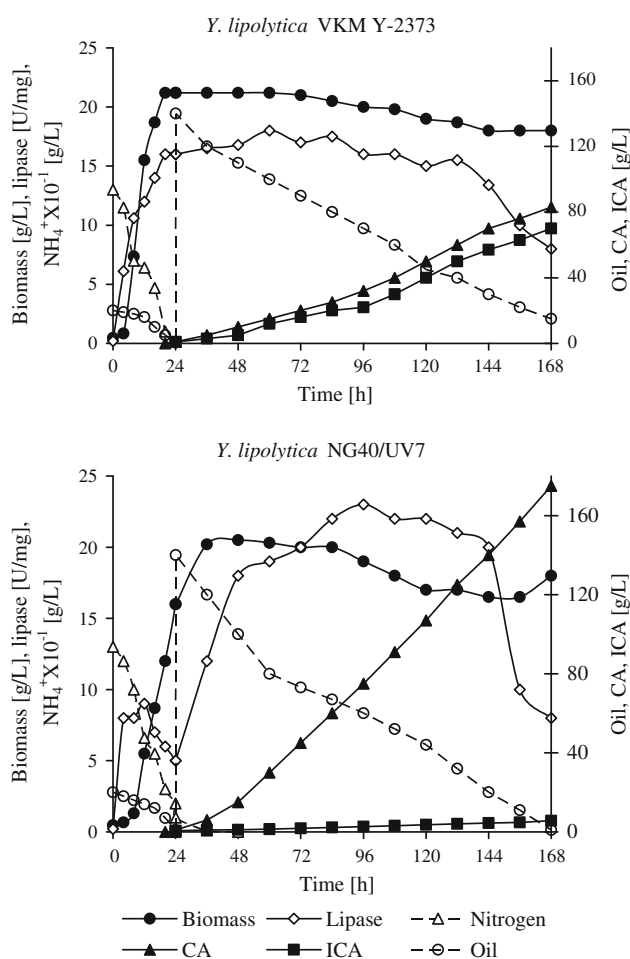 Y. lipolytica VKM Y-2373
Biomass [g/L], lipase [U/mg],
NH₄⁺X10⁻¹ [g/L]
25
20
15
10
5
0
160
120
80
40
0
Oil, CA, ICA [g/L]
0 24 48 72 96 120 144 168
Time [h]
Y. lipolytica NG40/UV7
Biomass [g/L], lipase [U/mg],
NH₄⁺X10⁻¹ [g/L]
25
20
15
10
5
0
160
120
80
40
0
Oil, CA, ICA [g/L]
0 24 48 72 96 120 144 168
Time [h]
Biomass Lipase Nitrogen
CA ICA Oil